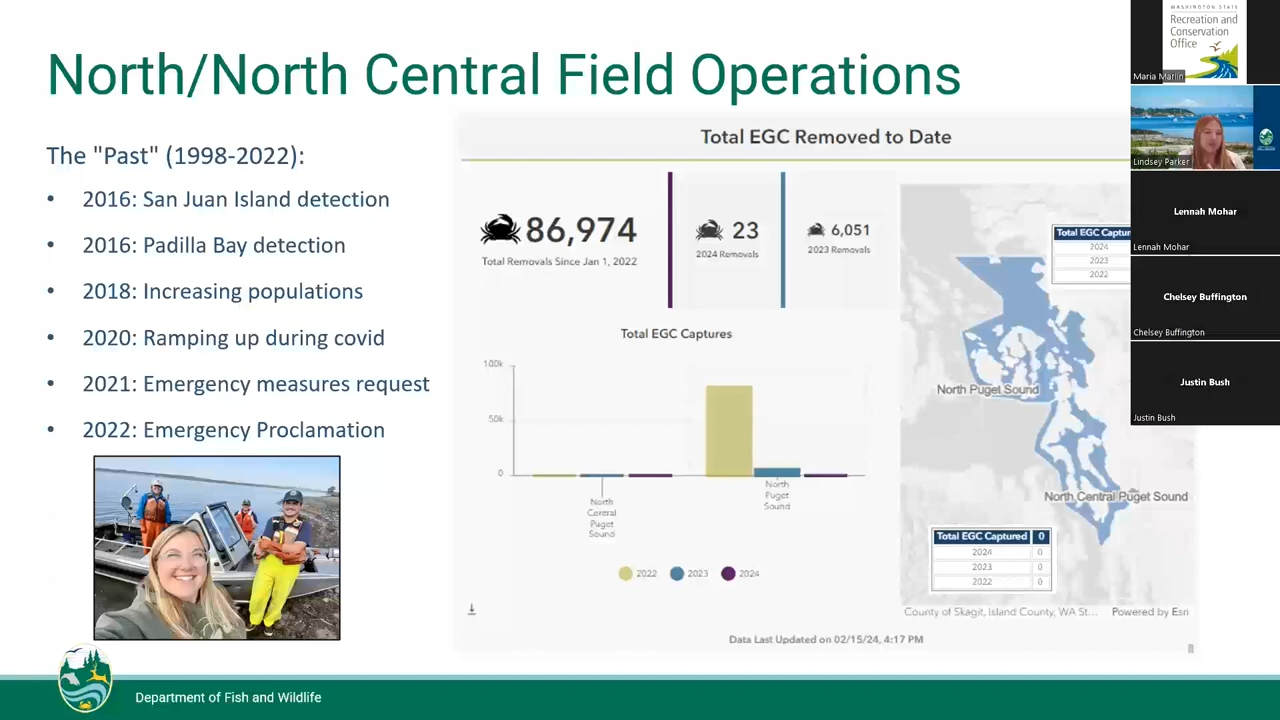 North/North Central Field Operations
The "Past" (1998-2022):
• 2016: San Juan Island detection
• 2016: Padilla Bay detection
• 2018: Increasing populations
• 2020: Ramping up during covid
• 2021: Emergency measures request
• 2022: Emergency Proclamation
Total EGC Removed to Date
86,974
Total Removals Since Jan 1, 2022
23
2024 Removals
6,051
2023 Removals
Total EGC Captures
100k
50k
0
North
Central
Puget
Sound
North
Puget
Sound
2022
2023
2024
Total EGC Captur
2024
2023
2022
North Puget Sound
North Central Puget Sound
Total EGC Captured 0
2024 0
2023 0
2022 0
County of Skagit, Island County, WA St...
Powered by Esri
Data Last Updated on 02/15/24, 4:17 PM
Department of Fish and Wildlife
WASHINGTON STATE
Recreation and
Conservation
Office
Maria Marlin
Lindsey Parker
Lennah Mohar
Lennah Mohar
Chelsey Buffington
Chelsey Buffington
Justin Bush
Justin Bush